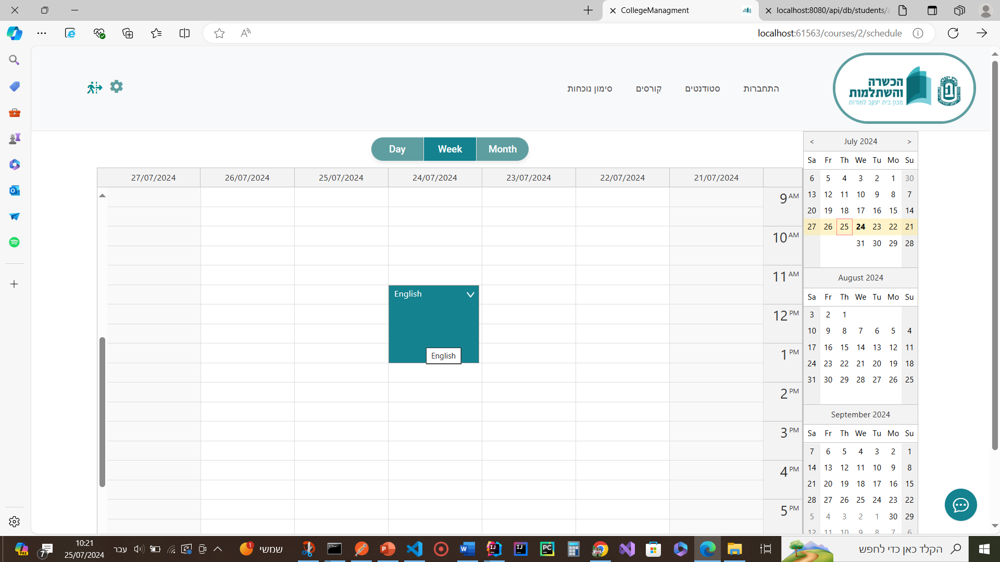 CollegeManagment
localhost:8080/api/db/students/a
localhost:61563/courses/2/schedule
הכשרה
והשתלמות
מכון בית יעקב למורות
התחברות
סטודנטים
קורסים
סימון נוכחות
Day Week Month
27/07/2024 26/07/2024 25/07/2024 24/07/2024 23/07/2024 22/07/2024 21/07/2024
9 AM
10 AM
11 AM
12 PM
1 PM
2 PM
3 PM
4 PM
5 PM
English
English
< July 2024 >
Sa Fr Th We Tu Mo Su
6 5 4 3 2 1 30
13 12 11 10 9 8 7
20 19 18 17 16 15 14
27 26 25 24 23 22 21
31 30 29 28
August 2024
Sa Fr Th We Tu Mo Su
3 2 1
10 9 8 7 6 5 4
17 16 15 14 13 12 11
24 23 22 21 20 19 18
31 30 29 28 27 26 25
September 2024
Sa Fr Th We Tu Mo Su
7 6 5 4 3 2 1
14 13 12 11 10 9 8
21 20 19 18 17 16 15
28 27 26 25 24 23 22
5 4 3 2 1 30 29
12 11 10 9 8 7 6
PRE
7
10:21
25/07/2024
עבר
1
שמשי
הקלד כאן כדי לחפש